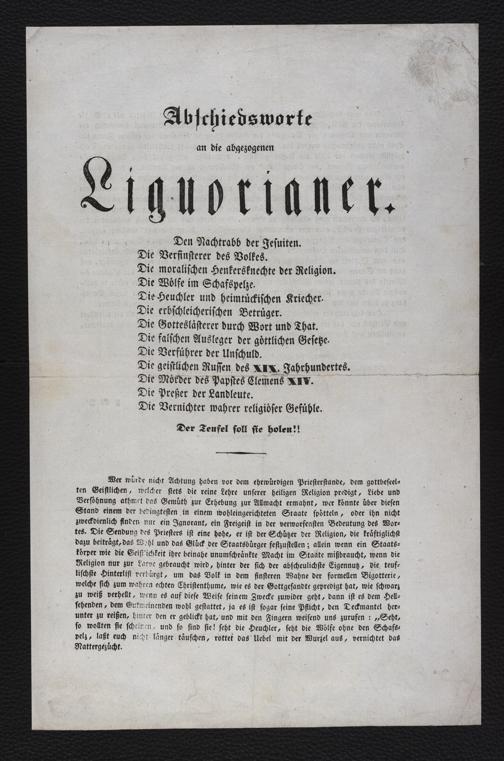 Abschiedsworte
an die abgezogenen
Liguorianer.
Den Nachtrabb der Jesuiten.
Die Verfinsterer des Volkes.
Die moralischen Henkersknechte der Religion.
Die Wölfe im Schafspelze.
Die Heuchler und heimtückischen Kriecher.
Die erbschleicherischen Betrüger.
Die Gotteslästerer durch Wort und That.
Die falschen Ausleger der göttlichen Gesetze.
Die Verführer der Unschuld.
Die geistlichen Russen des XIX. Jahrhundertes.
Die Mörder des Papstes Clemens XIV.
Die Preßer der Landleute.
Die Vernichter wahrer religiöser Gefühle.
Der Teufel soll sie holen!!
Wer würde nicht Achtung haben vor dem ehrwürdigen Priesterstande, dem gottbeseel-
ten Geistlichen, welcher stets die reine Lehre unserer heiligen Religion predigt, Liebe und
Versöhnung athmet das Gemüth zur Erhebung zur Allmacht ermahnt, wer könnte über diesen
Stand einem der bedingtesten in einem wohleingerichteten Staate spötteln, oder ihn nicht
zweckdienlich finden nur ein Ignorant, ein Freigeist in der verworfensten Bedeutung des Wor-
tes. Die Sendung des Priesters ist eine hohe, er ist der Schützer der Religion, die kräftiglichst
dazu beiträgt, das Wohl und das Glück der Staatsbürger festzustellen; allein wenn ein Staats-
körper wie die Geistlichkeit ihre beinahe unumschränkte Macht im Staate mißbraucht, wenn die
Religion nur zur Larve gebraucht wird, hinter der sich der abscheulichste Eigennutz, die teuf-
lischste Hinterlist verbürgt, um das Volk in dem finsteren Wahne der formellen Bigotterie,
welche sich zum wahren echten Christenthume, wie es der Gottgesandte gepredigt hat, wie schwarz
zu weiß verhält, wenn es auf diese Weise seinem Zwecke zuwider geht, dann ist es dem Hell-
sehenden, dem Gutmeinenden wohl gestattet, ja es ist sogar seine Pflicht, den Deckmantel her-
unter zu reißen, hinter den er geblickt hat, und mit den Fingern weisend uns zurufen: „Seht,
so wollten sie scheinen, und so sind sie! seht die Heuchler, seht die Wölfe ohne den Schafs-
pelz, laßt euch nicht länger täuschen, rottet das Uebel mit der Wurzel aus, vernichtet das
Nattergezücht.